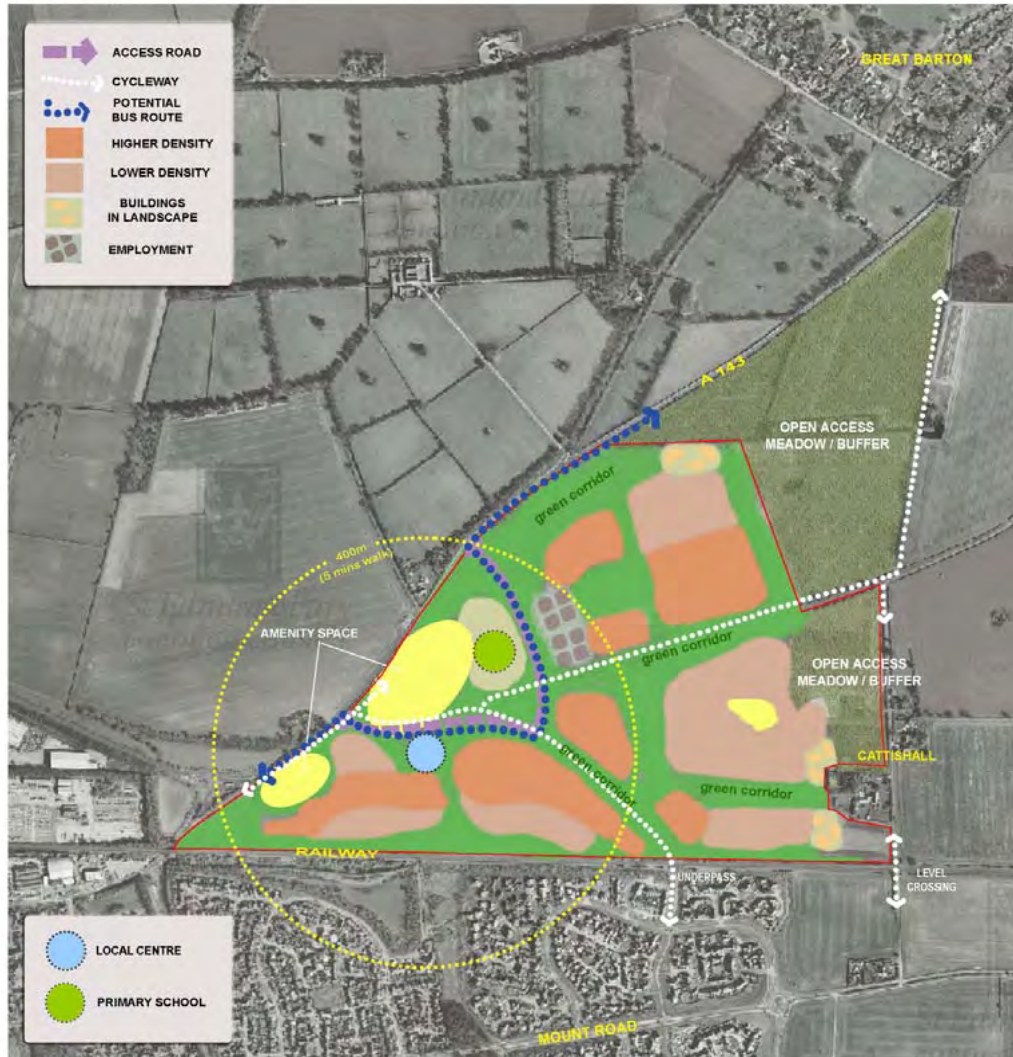 ACCESS ROAD
CYCLEWAY
POTENTIAL
BUS ROUTE
HIGHER DENSITY
LOWER DENSITY
BUILDINGS
IN LANDSCAPE
EMPLOYMENT
GREAT BARTON
A 143
OPEN ACCESS
MEADOW / BUFFER
green corridor
400m
(5 mins walk)
AMENITY SPACE
green corridor
OPEN ACCESS
MEADOW / BUFFER
CATTISHALL
green corridor
green corridor
RAILWAY
UNDERPASS
LEVEL
CROSSING
LOCAL CENTRE
PRIMARY SCHOOL
MOUNT ROAD